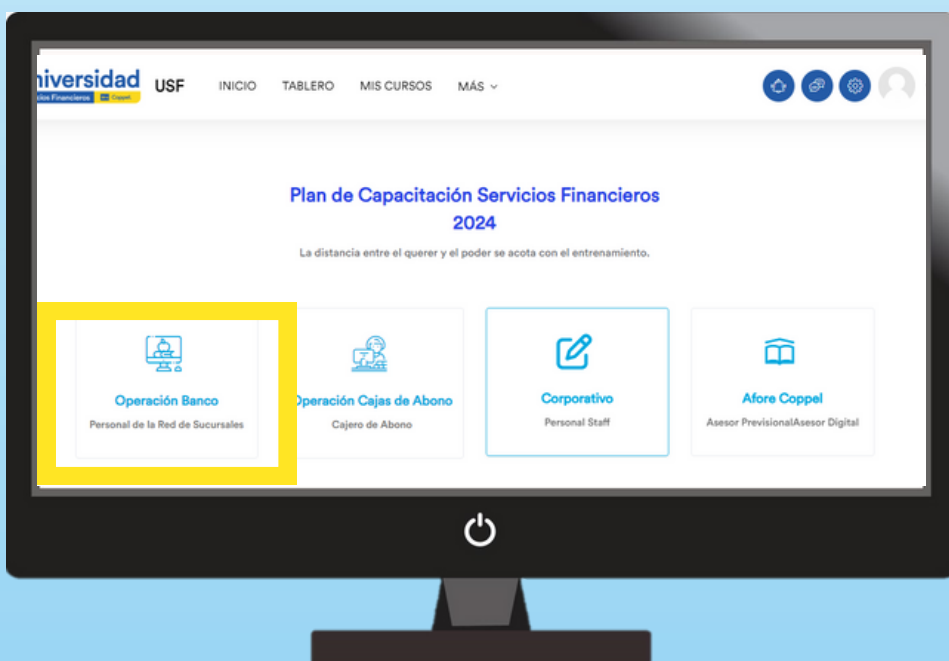 niversidad
cios Financieros Coppel
USF INICIO TABLERO MIS CURSOS MÁS
Plan de Capacitación Servicios Financieros
2024
La distancia entre el querer y el poder se acota con el entrenamiento.
Operación Banco
Personal de la Red de Sucursales
Operación Cajas de Abono
Cajero de Abono
Corporativo
Personal Staff
Afore Coppel
Asesor PrevisionalAsesor Digital